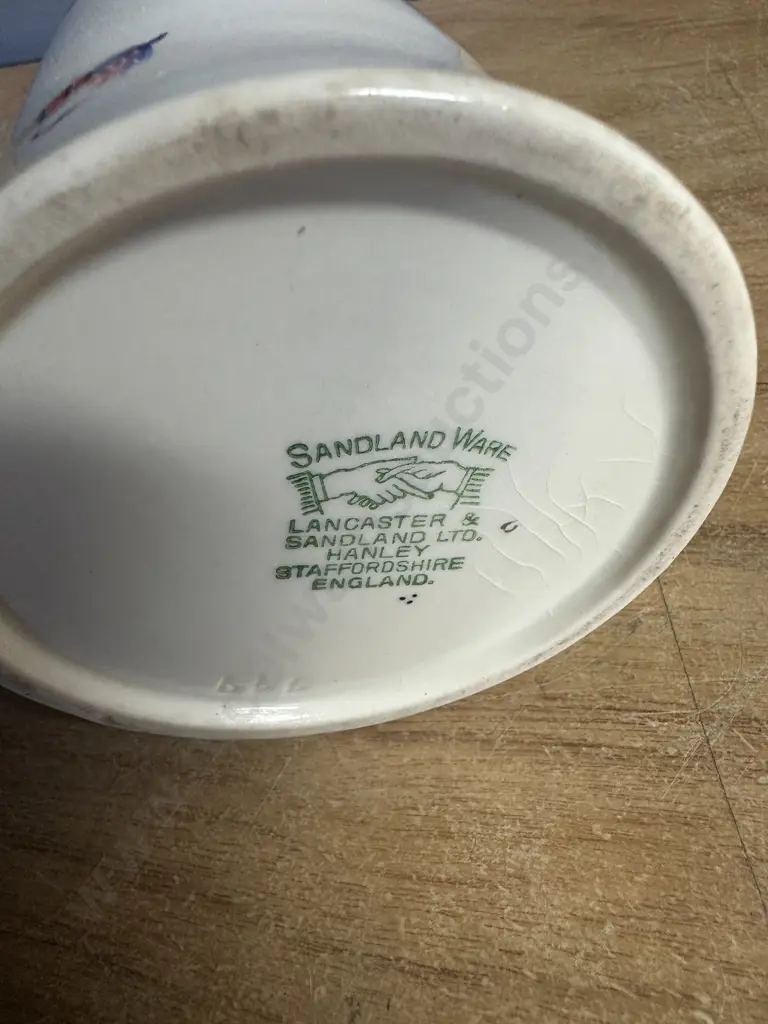 SANDLAND WARE
LANCASTER &
SANDLAND LTD.
HANLEY
STAFFORDSHIRE
ENGLAND.